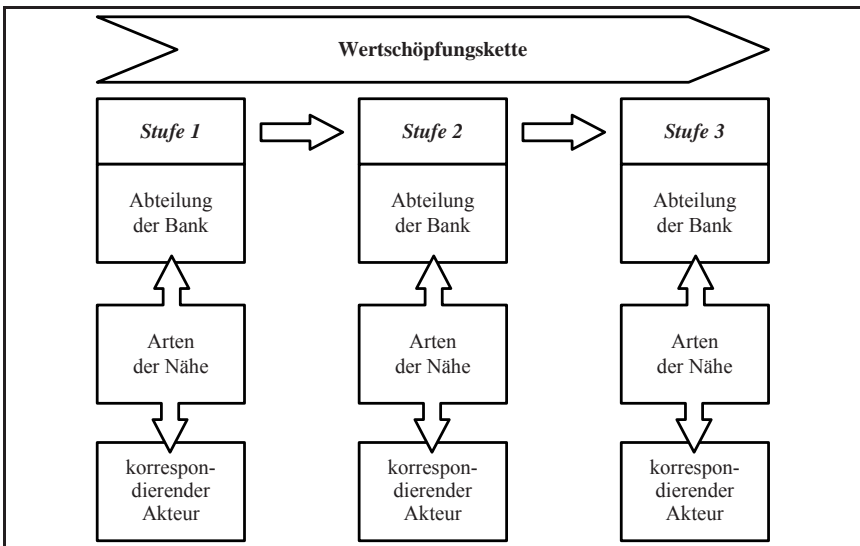 Wertschöpfungskette
Stufe 1
Stufe 2
Stufe 3
Abteilung
der Bank
Abteilung
der Bank
Abteilung
der Bank
Arten
der Nähe
Arten
der Nähe
Arten
der Nähe
korrespon-
dierender
Akteur
korrespon-
dierender
Akteur
korrespon-
dierender
Akteur